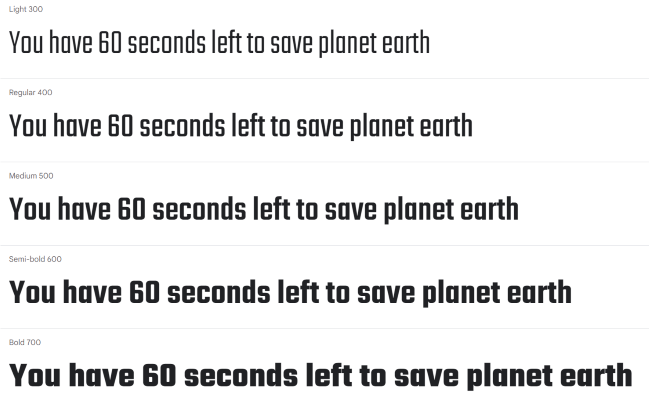 Light 300
You have 60 seconds left to save planet earth
Regular 400
You have 60 seconds left to save planet earth
Medium 500
You have 60 seconds left to save planet earth
Semi-bold 600
You have 60 seconds left to save planet earth
Bold 700
You have 60 seconds left to save planet earth